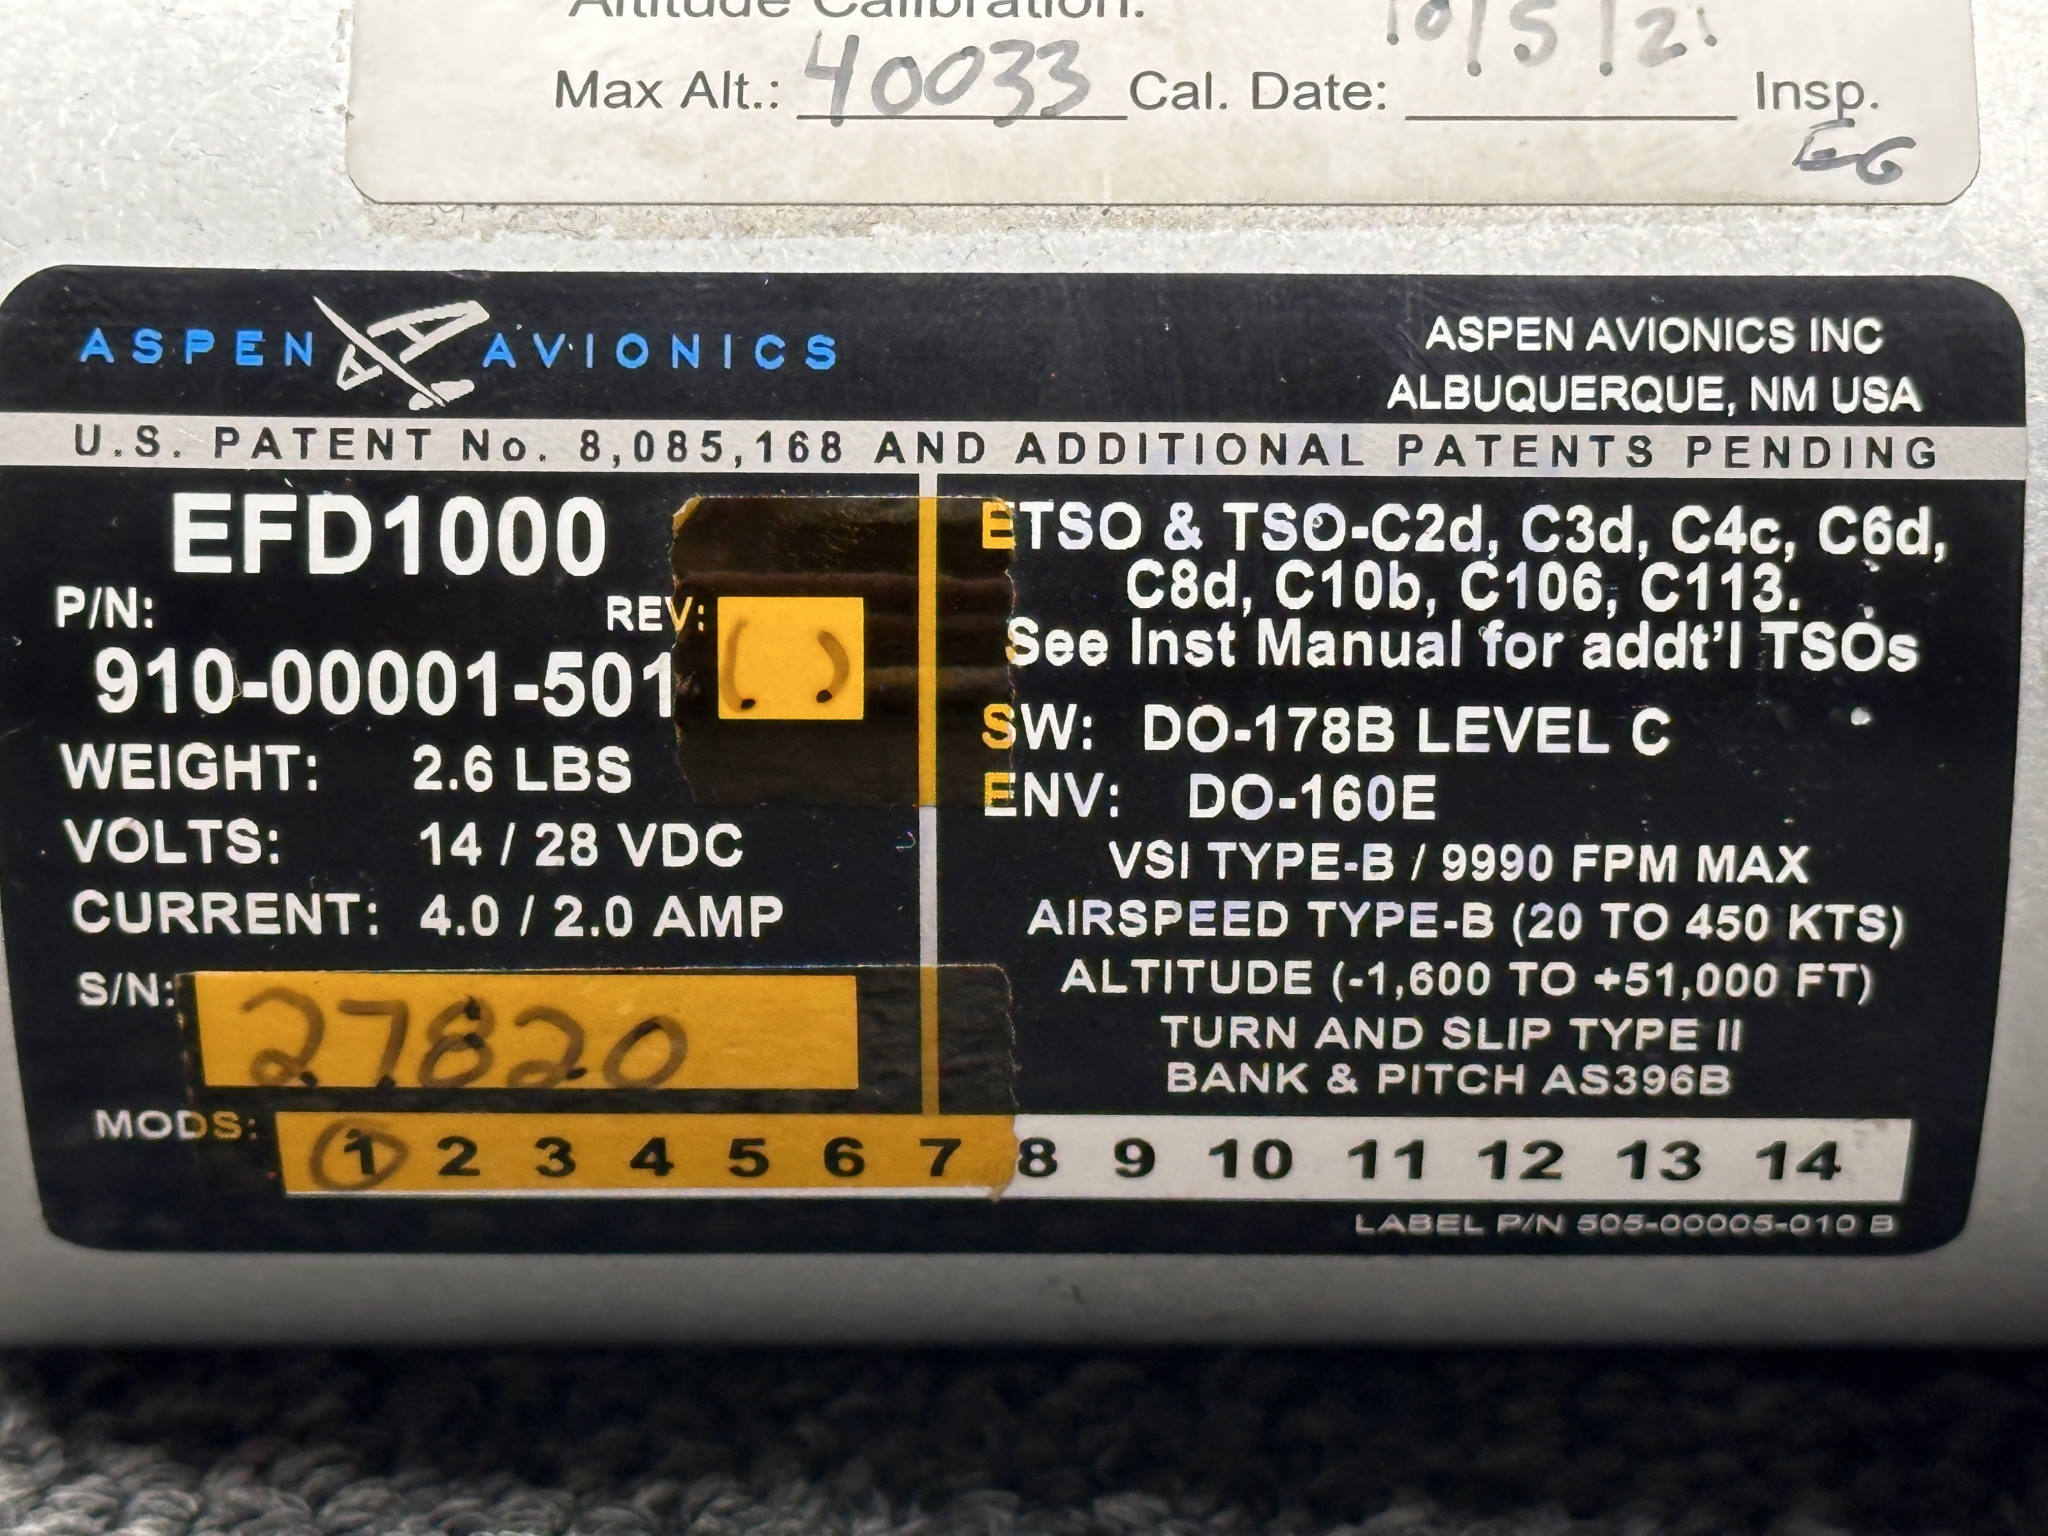 Altitude Calibration:
Max Alt.: 40033 Cal. Date: 10/5/21 Insp.
EG
ASPEN AVIONICS
ASPEN AVIONICS INC
ALBUQUERQUE, NM USA
U.S. PATENT No. 8,085,168 AND ADDITIONAL PATENTS PENDING
EFD1000
P/N: REV:
910-00001-501 ( )
WEIGHT: 2.6 LBS
VOLTS: 14 / 28 VDC
CURRENT: 4.0 / 2.0 AMP
S/N: 27820
ETSO & TSO-C2d, C3d, C4c, C6d,
C8d, C10b, C106, C113.
See Inst Manual for addt'l TSOs
SW: DO-178B LEVEL C
ENV: DO-160E
VSI TYPE-B / 9990 FPM MAX
AIRSPEED TYPE-B (20 TO 450 KTS)
ALTITUDE (-1,600 TO +51,000 FT)
TURN AND SLIP TYPE II
BANK & PITCH AS396B
MODS: 1 2 3 4 5 6 7 8 9 10 11 12 13 14
LABEL P/N 505-00005-010 B